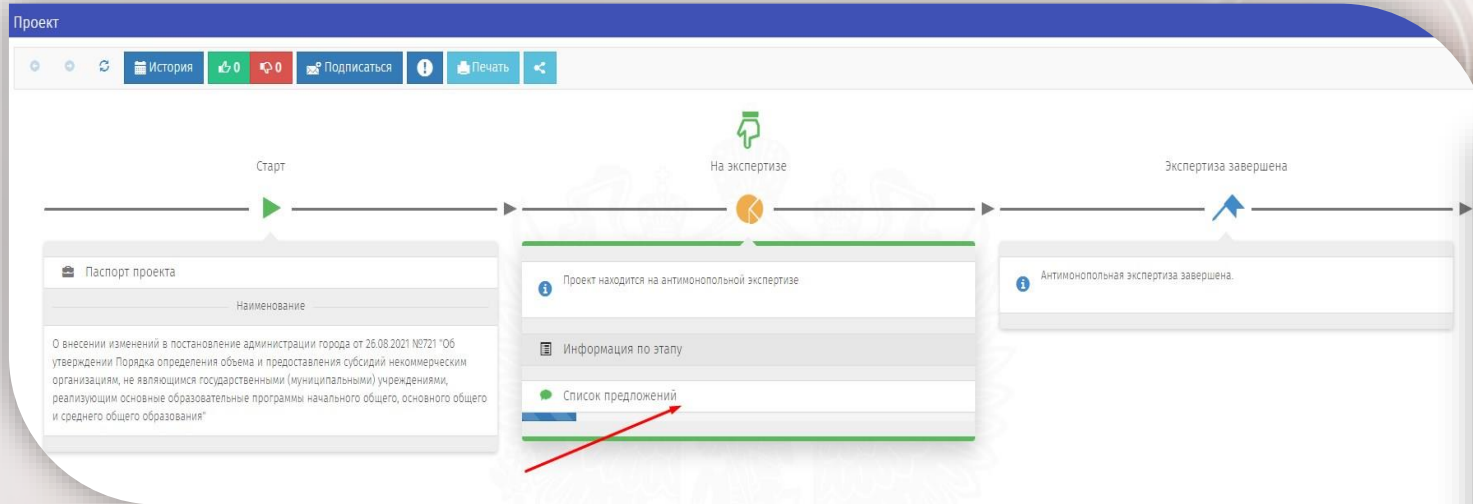 Проект
История 0 0 Подписаться Печать
Старт
На экспертизе
Экспертиза завершена
Паспорт проекта
Наименование
О внесении изменений в постановление администрации города от 26.08.2021 №721 "Об
утверждении Порядка определения объема и предоставления субсидий некоммерческим
организациям, не являющимся государственными (муниципальными) учреждениями,
реализующим основные образовательные программы начального общего, основного общего
и среднего общего образования"
Проект находится на антимонопольной экспертизе
Информация по этапу
Список предложений
Антимонопольная экспертиза завершена.